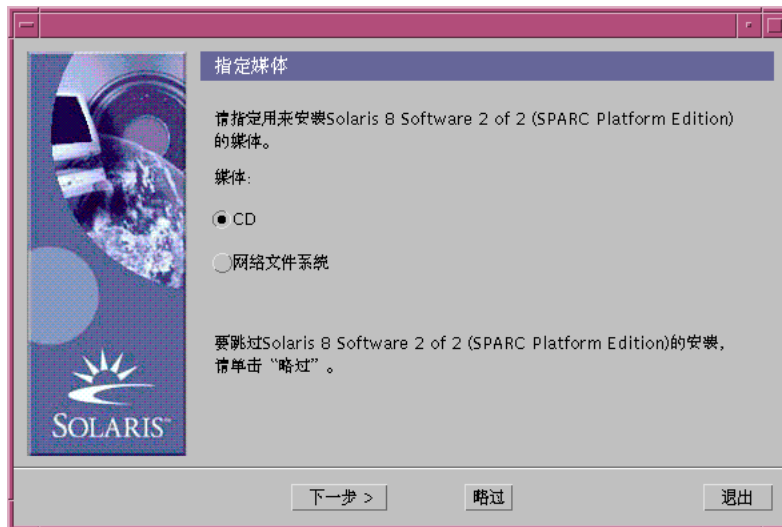 指定媒体
请指定用来安装Solaris 8 Software 2 of 2 (SPARC Platform Edition)
的媒体。
媒体:
CD
网络文件系统
要跳过Solaris 8 Software 2 of 2 (SPARC Platform Edition)的安装,
请单击“略过”。
SOLARIS™
下一步 >
略过
退出